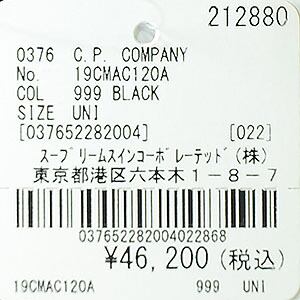 212880
0376 C.P. COMPANY
No. 19CMAC120A
COL 999 BLACK
SIZE UNI
[037652282004] [022]
スープリームスインコーポレーテッド(株)
東京都港区六本木1-8-7
037652282004022868
¥46,200(税込)
19CMAC120A 999 UNI